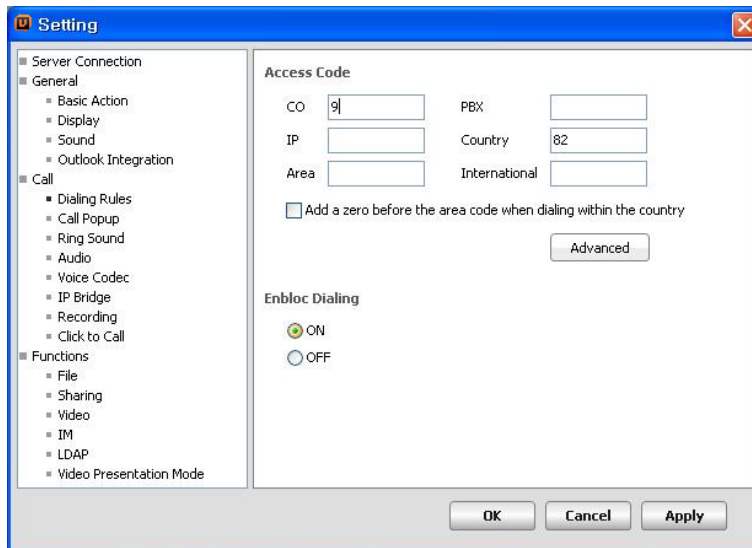 Setting
Server Connection
General
Basic Action
Display
Sound
Outlook Integration
Call
Dialing Rules
Call Popup
Ring Sound
Audio
Voice Codec
IP Bridge
Recording
Click to Call
Functions
File
Sharing
Video
IM
LDAP
Video Presentation Mode
Access Code
CO 9 PBX
IP Country 82
Area International
Add a zero before the area code when dialing within the country
Advanced
Enbloc Dialing
ON
OFF
OK Cancel Apply